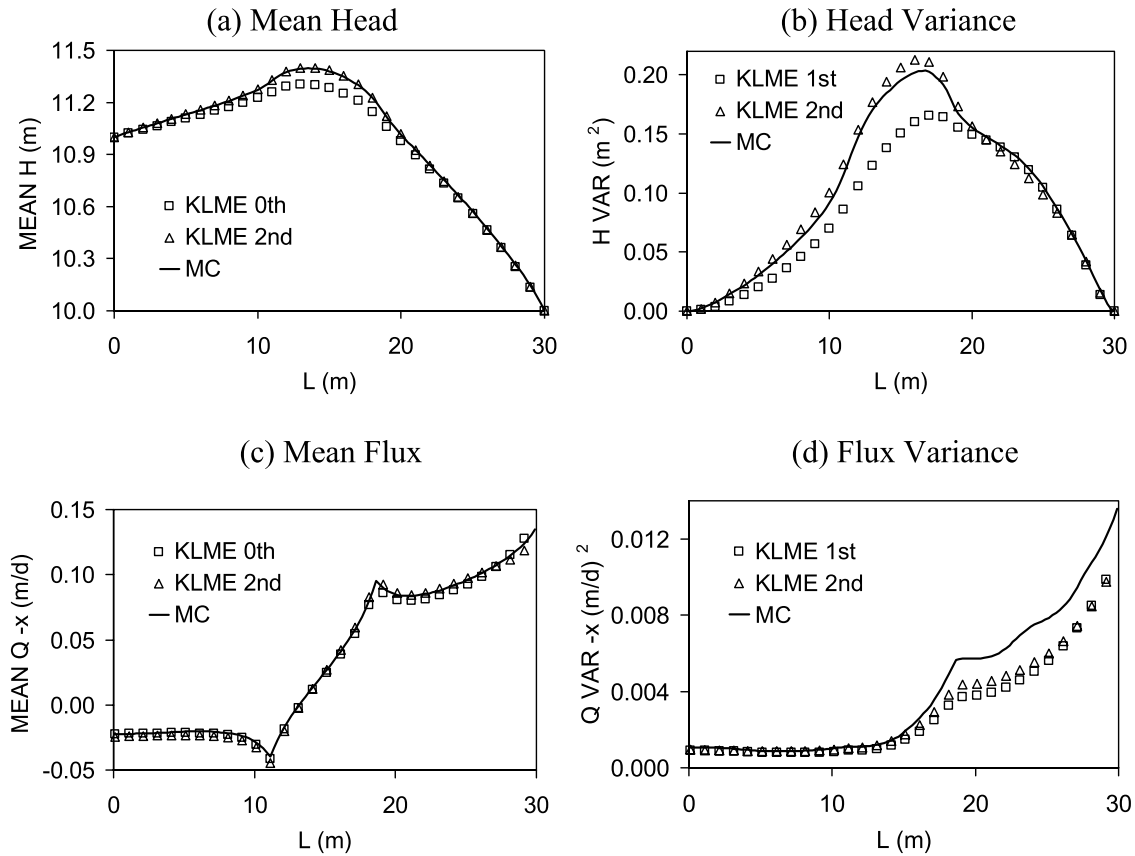 (a) Mean Head
MEAN H (m)
11.5
11.2
10.9
10.6
10.3
10.0
KLME 0th
KLME 2nd
MC
0
10
20
30
L (m)
(b) Head Variance
H VAR (m²)
0.20
0.15
0.10
0.05
0.00
KLME 1st
KLME 2nd
MC
0
10
20
30
L (m)
(c) Mean Flux
MEAN Q -x (m/d)
0.15
0.10
0.05
0.00
-0.05
KLME 0th
KLME 2nd
MC
0
10
20
30
L (m)
(d) Flux Variance
Q VAR -x (m/d) ²
0.012
0.008
0.004
0.000
KLME 1st
KLME 2nd
MC
0
10
20
30
L (m)